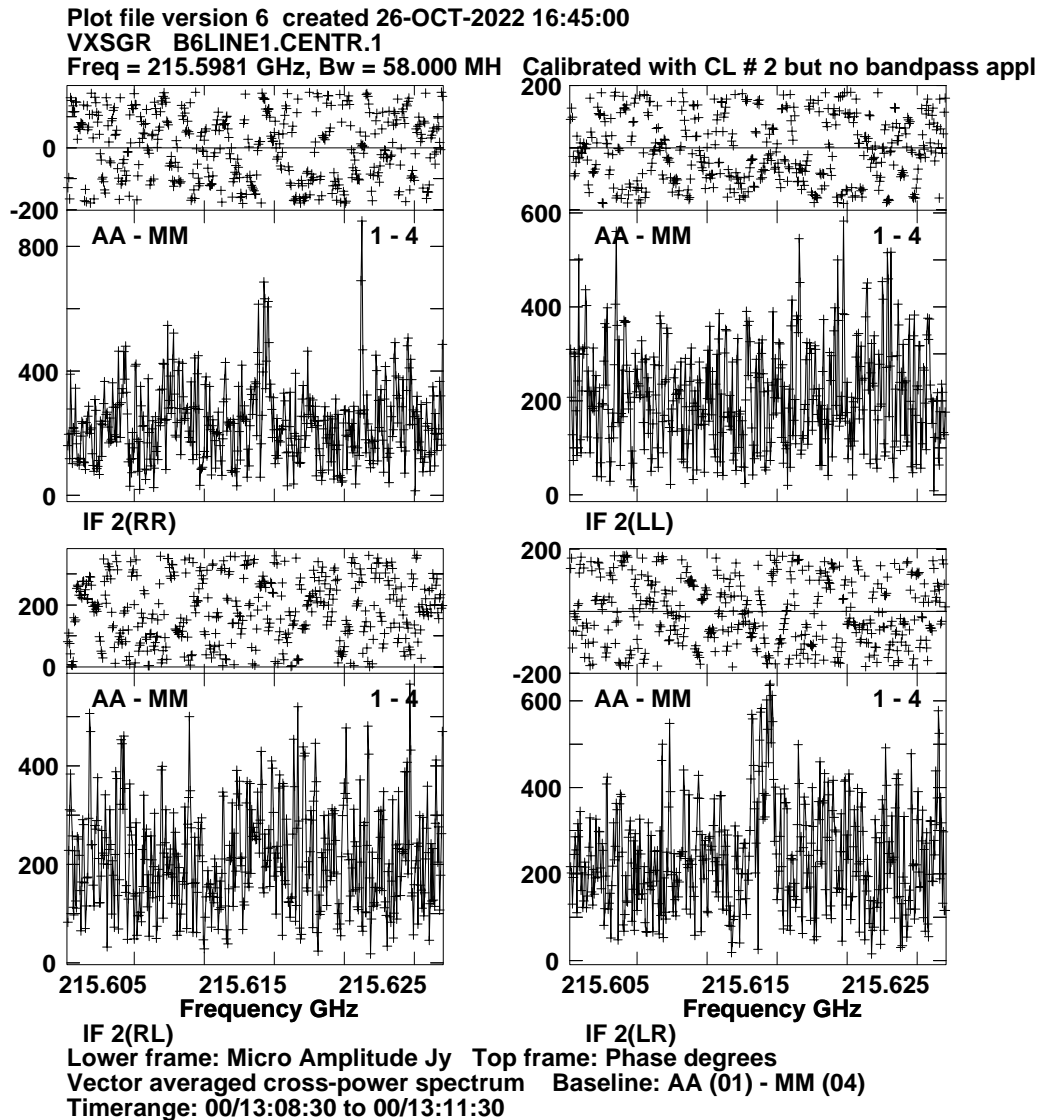 Plot file version 6 created 26-OCT-2022 16:45:00
VXSGR B6LINE1.CENTR.1
Freq = 215.5981 GHz, Bw = 58.000 MH Calibrated with CL # 2 but no bandpass appl
0
-200
AA - MM 1 - 4
800
400
0
IF 2(RR)
200
600
AA - MM 1 - 4
400
200
0
IF 2(LL)
200
0
AA - MM 1 - 4
400
200
0
215.605 215.615 215.625
Frequency GHz
IF 2(RL)
200
-200
600
AA - MM 1 - 4
400
200
0
215.605 215.615 215.625
Frequency GHz
IF 2(LR)
Lower frame: Micro Amplitude Jy Top frame: Phase degrees
Vector averaged cross-power spectrum Baseline: AA (01) - MM (04)
Timerange: 00/13:08:30 to 00/13:11:30